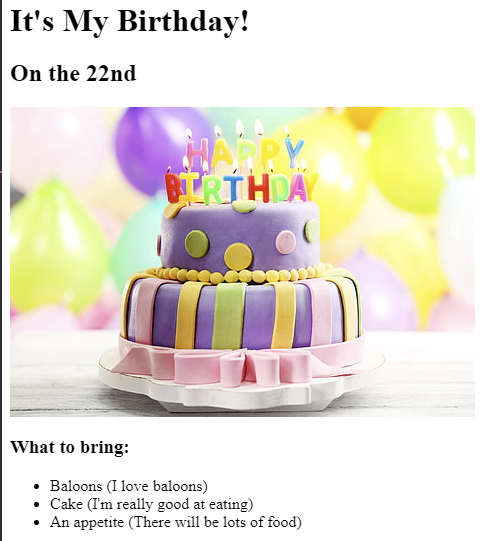 It's My Birthday!
On the 22nd
HAPPY
BIRTHDAY
What to bring:
Baloons (I love baloons)
Cake (I'm really good at eating)
An appetite (There will be lots of food)